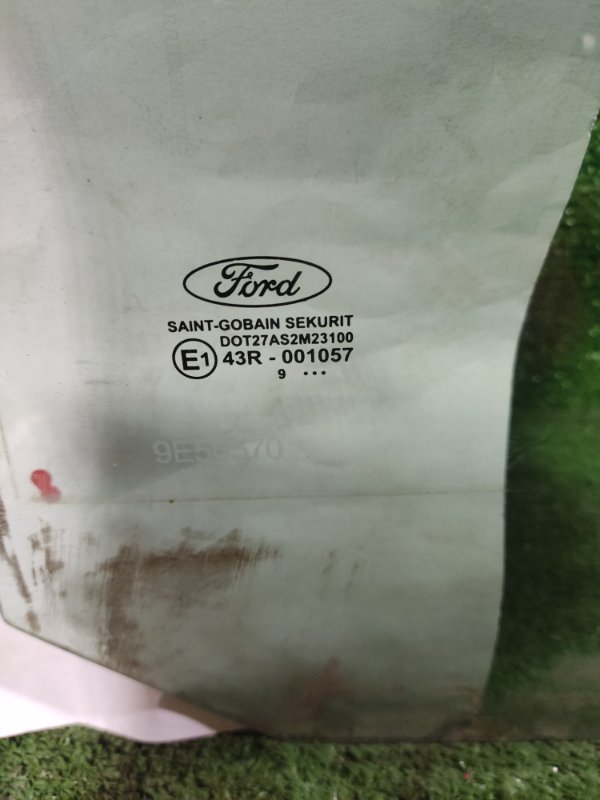 Ford
SAINT-GOBAIN SEKURIT
DOT27AS2M23100
E1 43R - 001057
9 ...